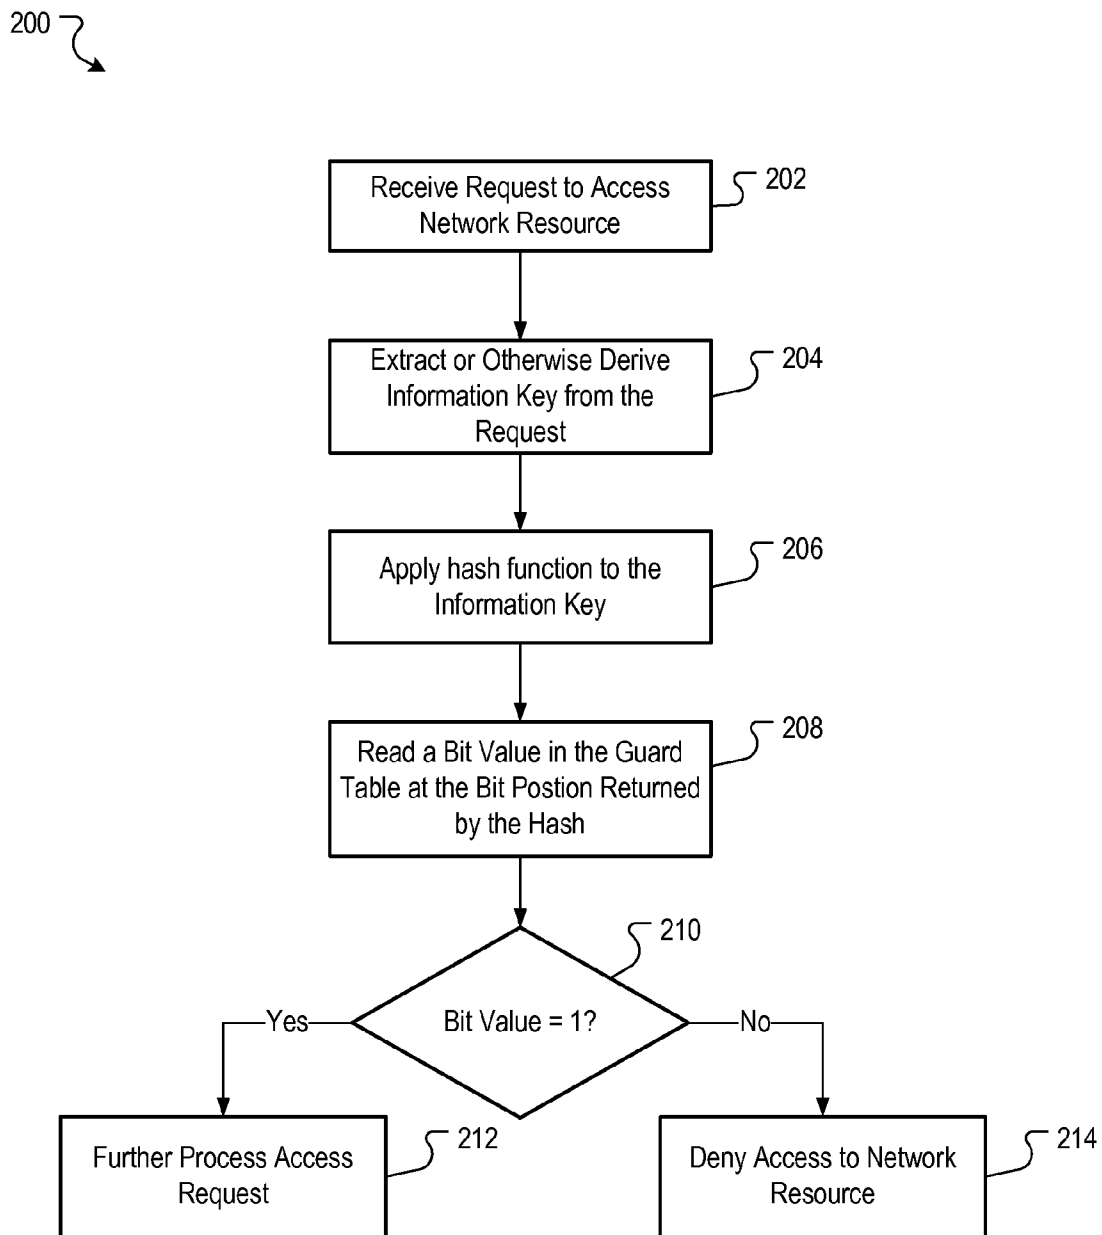 200
Receive Request to Access
Network Resource
202
Extract or Otherwise Derive
Information Key from the
Request
204
Apply hash function to the
Information Key
206
Read a Bit Value in the Guard
Table at the Bit Postion Returned
by the Hash
208
210
Yes
Bit Value = 1?
No
Further Process Access
Request
212
Deny Access to Network
Resource
214